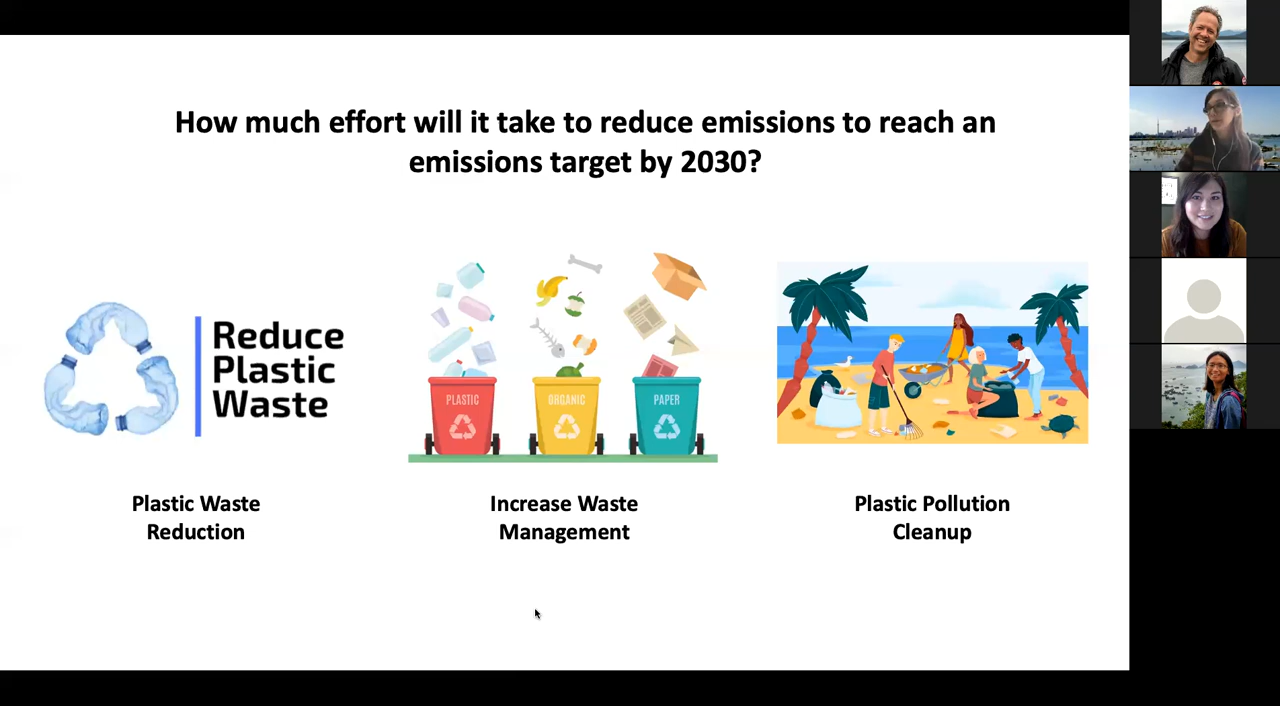 How much effort will it take to reduce emissions to reach an
emissions target by 2030?
Reduce
Plastic
Waste
PLASTIC
ORGANIC
PAPER
Plastic Waste
Reduction
Increase Waste
Management
Plastic Pollution
Cleanup